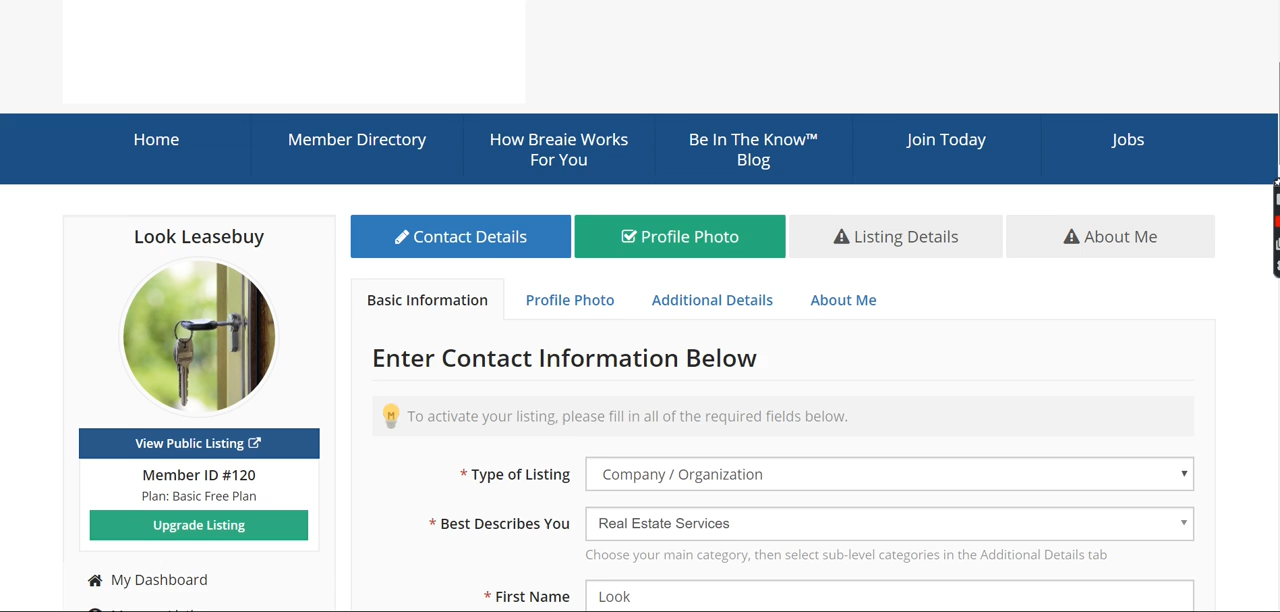 Home
Member Directory
How Breaie Works
For You
Be In The Know™
Blog
Join Today
Jobs
Look Leasebuy
View Public Listing
Member ID #120
Plan: Basic Free Plan
Upgrade Listing
My Dashboard
Contact Details
Profile Photo
Listing Details
About Me
Basic Information
Profile Photo
Additional Details
About Me
Enter Contact Information Below
To activate your listing, please fill in all of the required fields below.
* Type of Listing
Company / Organization
* Best Describes You
Real Estate Services
Choose your main category, then select sub-level categories in the Additional Details tab
* First Name
Look